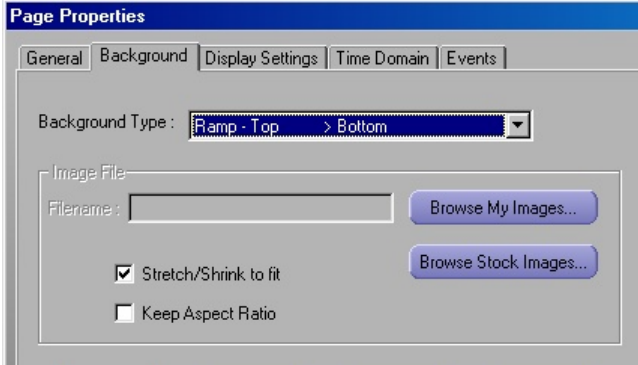 Page Properties
General Background Display Settings Time Domain Events
Background Type : Ramp - Top > Bottom
Image File
Filename : Browse My Images...
Stretch/Shrink to fit Browse Stock Images...
Keep Aspect Ratio